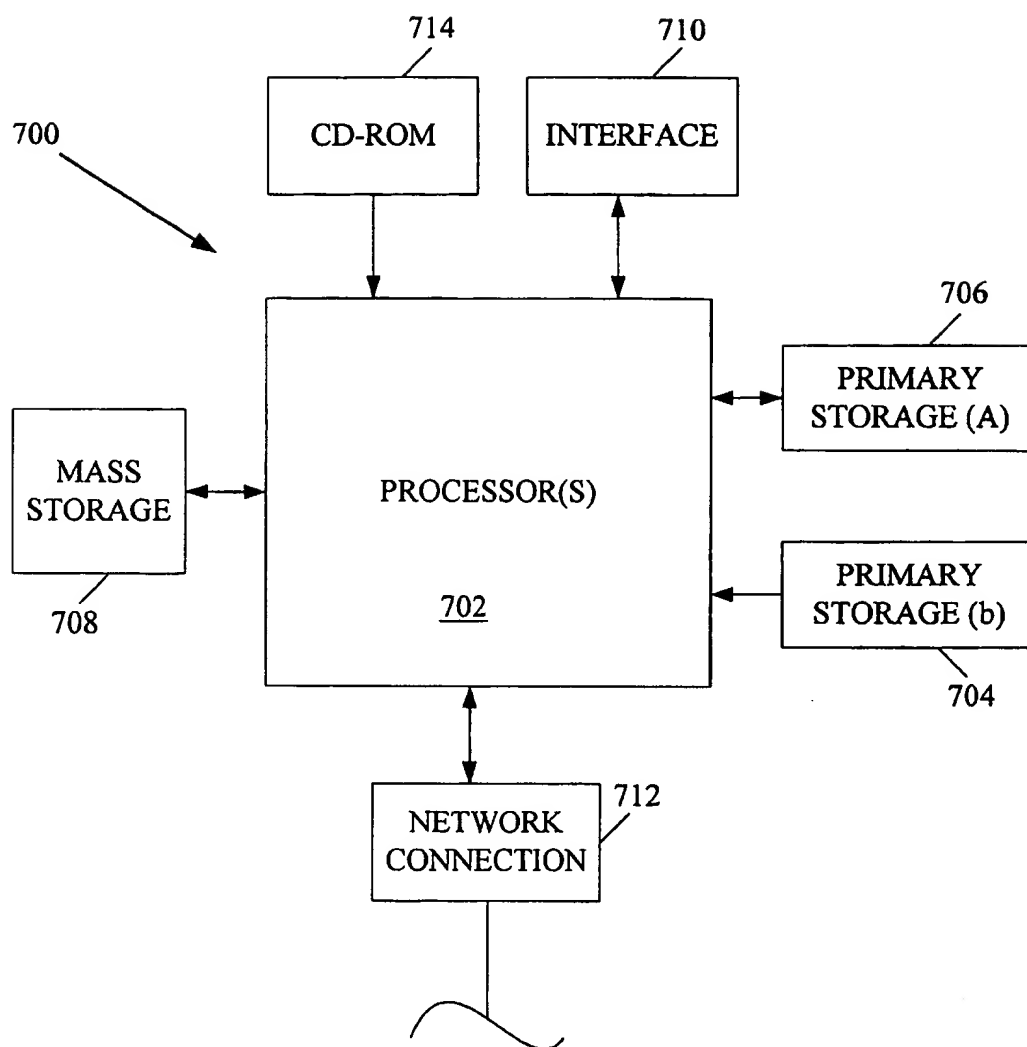 714
710
CD-ROM
INTERFACE
700
706
PRIMARY
STORAGE (A)
MASS
STORAGE
708
PROCESSOR(S)
702
PRIMARY
STORAGE (b)
704
712
NETWORK
CONNECTION